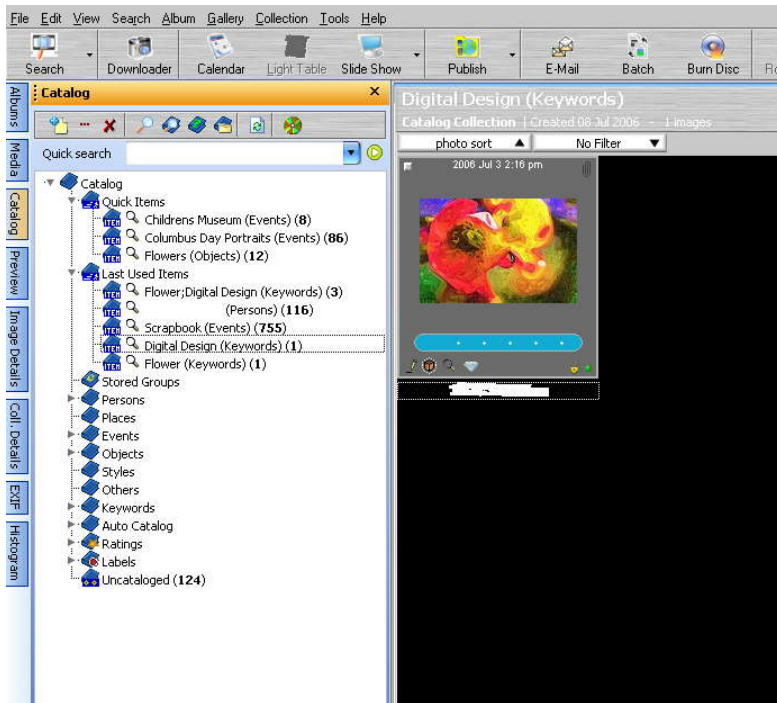 File Edit View Search Album Gallery Collection Tools Help
Search Downloader Calendar Light Table Slide Show Publish E-Mail Batch Burn Disc
Albums
Media
Catalog
Preview
Image Details
Coll. Details
EXIF
Histogram
Catalog
Quick search
Catalog
Quick Items
Childrens Museum (Events) (8)
Columbus Day Portraits (Events) (86)
Flowers (Objects) (12)
Last Used Items
Flower;Digital Design (Keywords) (3)
(Persons) (116)
Scrapbook (Events) (755)
Digital Design (Keywords) (1)
Flower (Keywords) (1)
Stored Groups
Persons
Places
Events
Objects
Styles
Others
Keywords
Auto Catalog
Ratings
Labels
Uncataloged (124)
Digital Design (Keywords)
Catalog Collection | Created 08 Jul 2006 - 1 images
photo sort No Filter
2006 Jul 3 2:16 pm